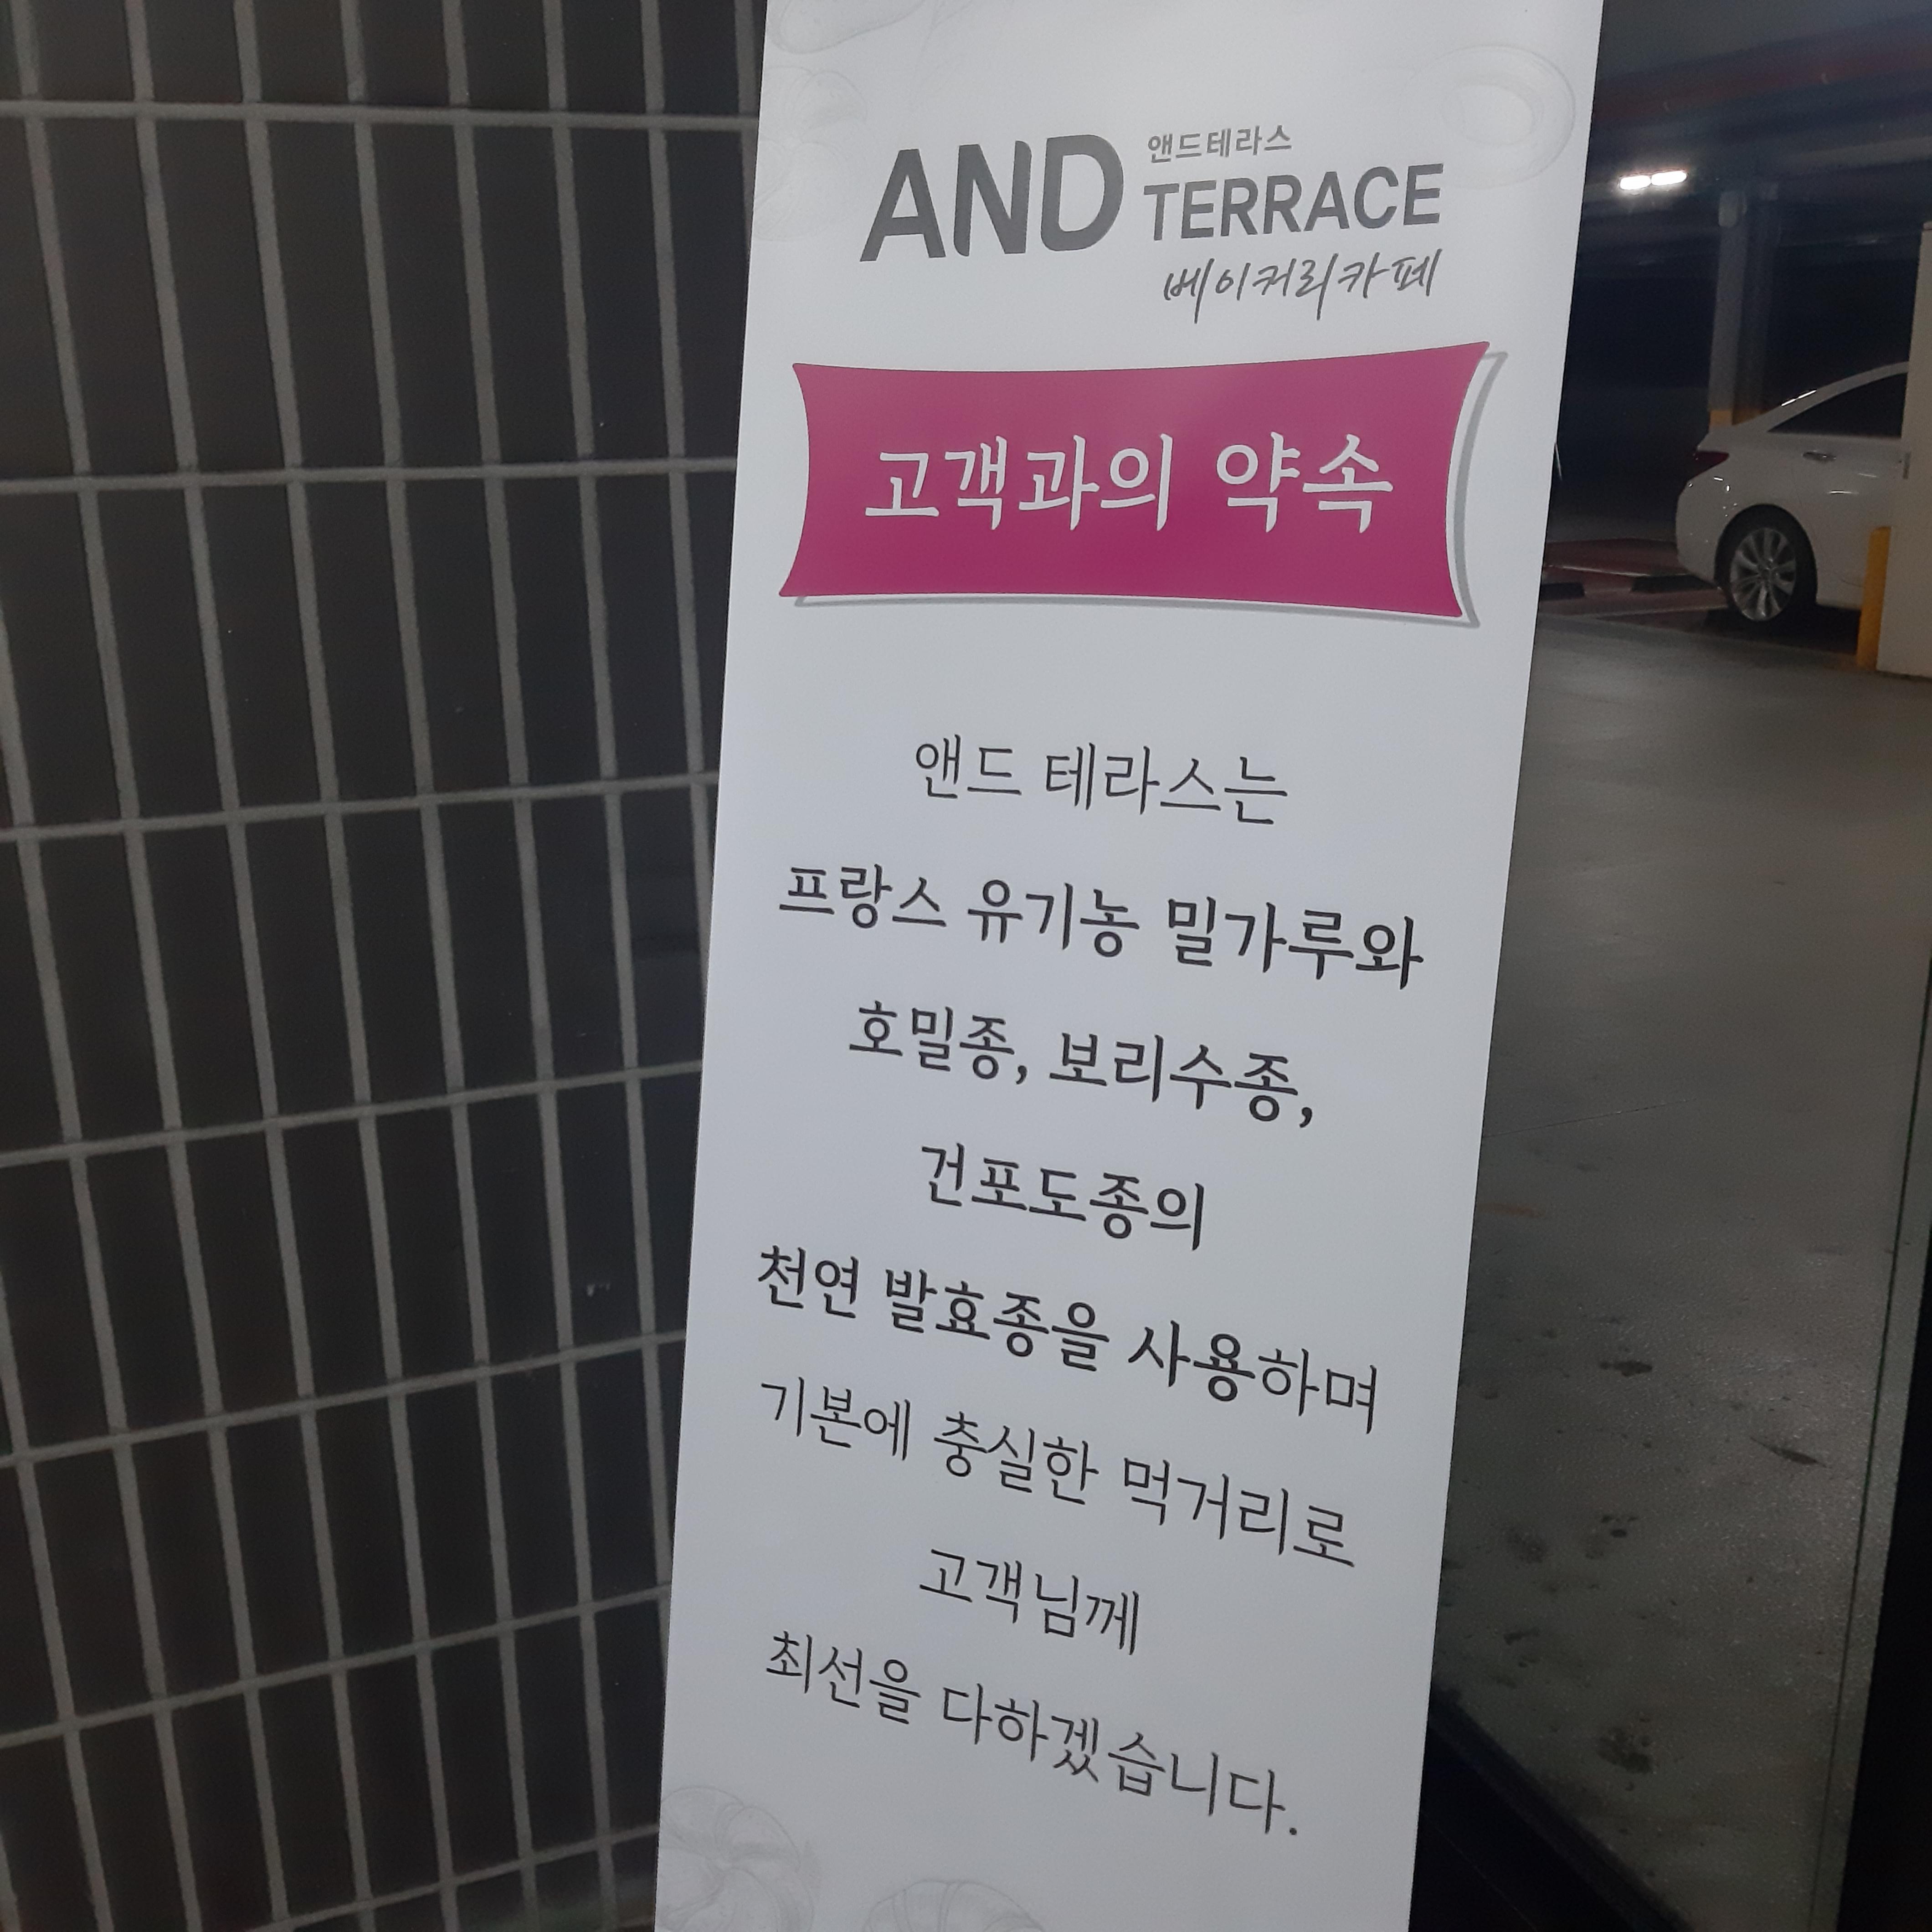 앤드테라스
AND TERRACE
베이커리카페
고객과의 약속
앤드 테라스는
프랑스 유기농 밀가루와
호밀종, 보리수종,
건포도종의
천연 발효종을 사용하며
기본에 충실한 먹거리로
고객님께
최선을 다하겠습니다.